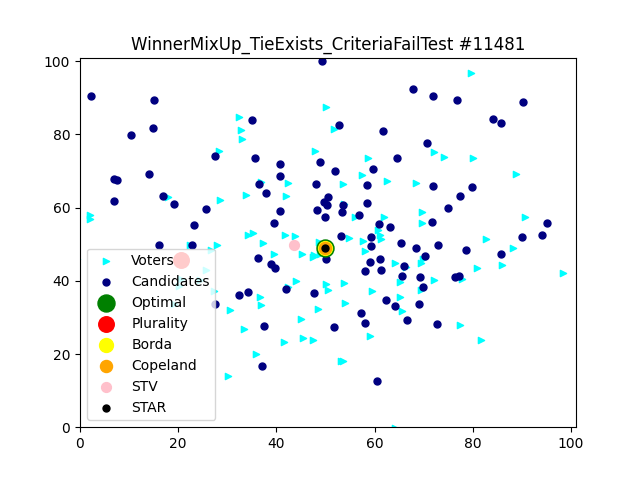 WinnerMixUp_TieExists_CriteriaFailTest #11481
100
80
60
40
20
0
Voters
Candidates
Optimal
Plurality
Borda
Copeland
STV
STAR
0 20 40 60 80 100